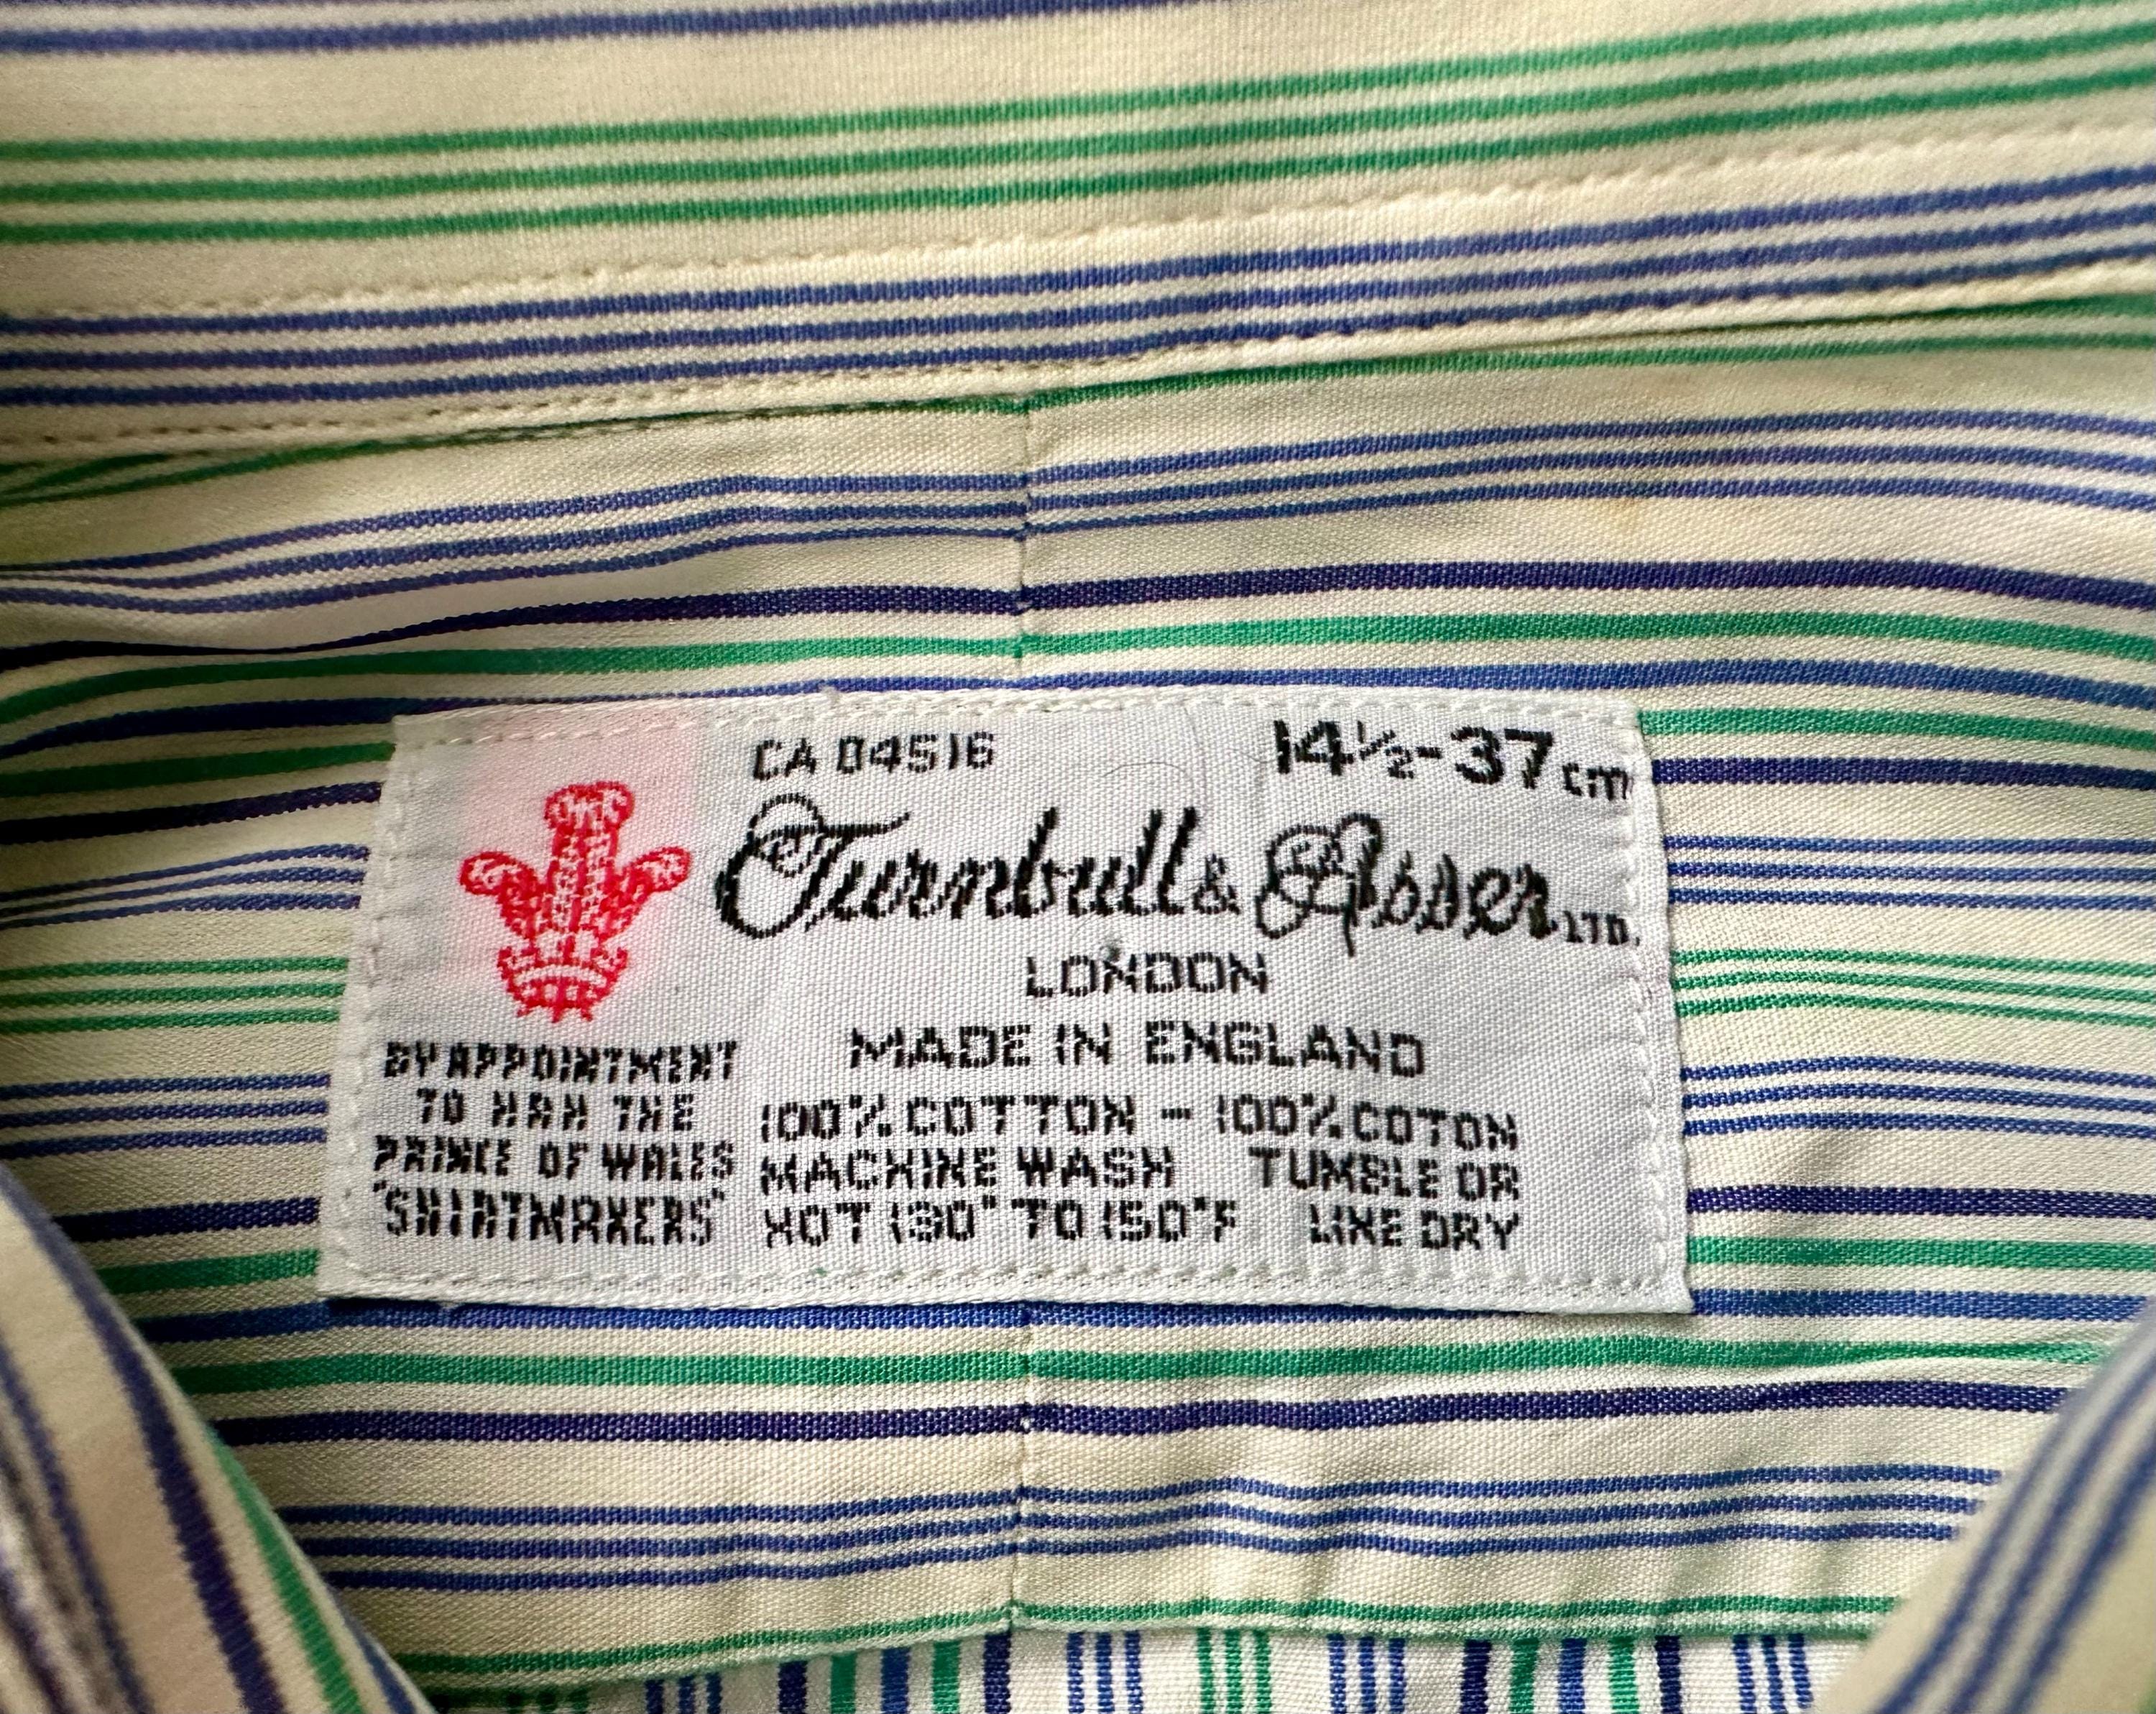 CA 04516 14½-37cm
Turnbull & Asser LTD.
LONDON
MADE IN ENGLAND
BY APPOINTMENT
TO HRH THE
PRINCE OF WALES
'SHIRTMAKERS'
100% COTTON - 100% COTON
MACHINE WASH TUMBLE OR
HOT 130° TO 150°F LINE DRY